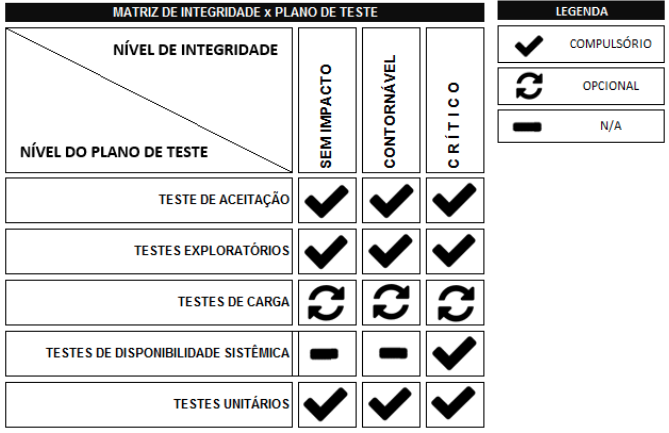 MATRIZ DE INTEGRIDADE x PLANO DE TESTE
NÍVEL DE INTEGRIDADE
NÍVEL DO PLANO DE TESTE
SEM IMPACTO
CONTORNÁVEL
CRÍTICO
TESTE DE ACEITAÇÃO
TESTES EXPLORATÓRIOS
TESTES DE CARGA
TESTES DE DISPONIBILIDADE SISTÊMICA
TESTES UNITÁRIOS
LEGENDA
COMPULSÓRIO
OPCIONAL
N/A